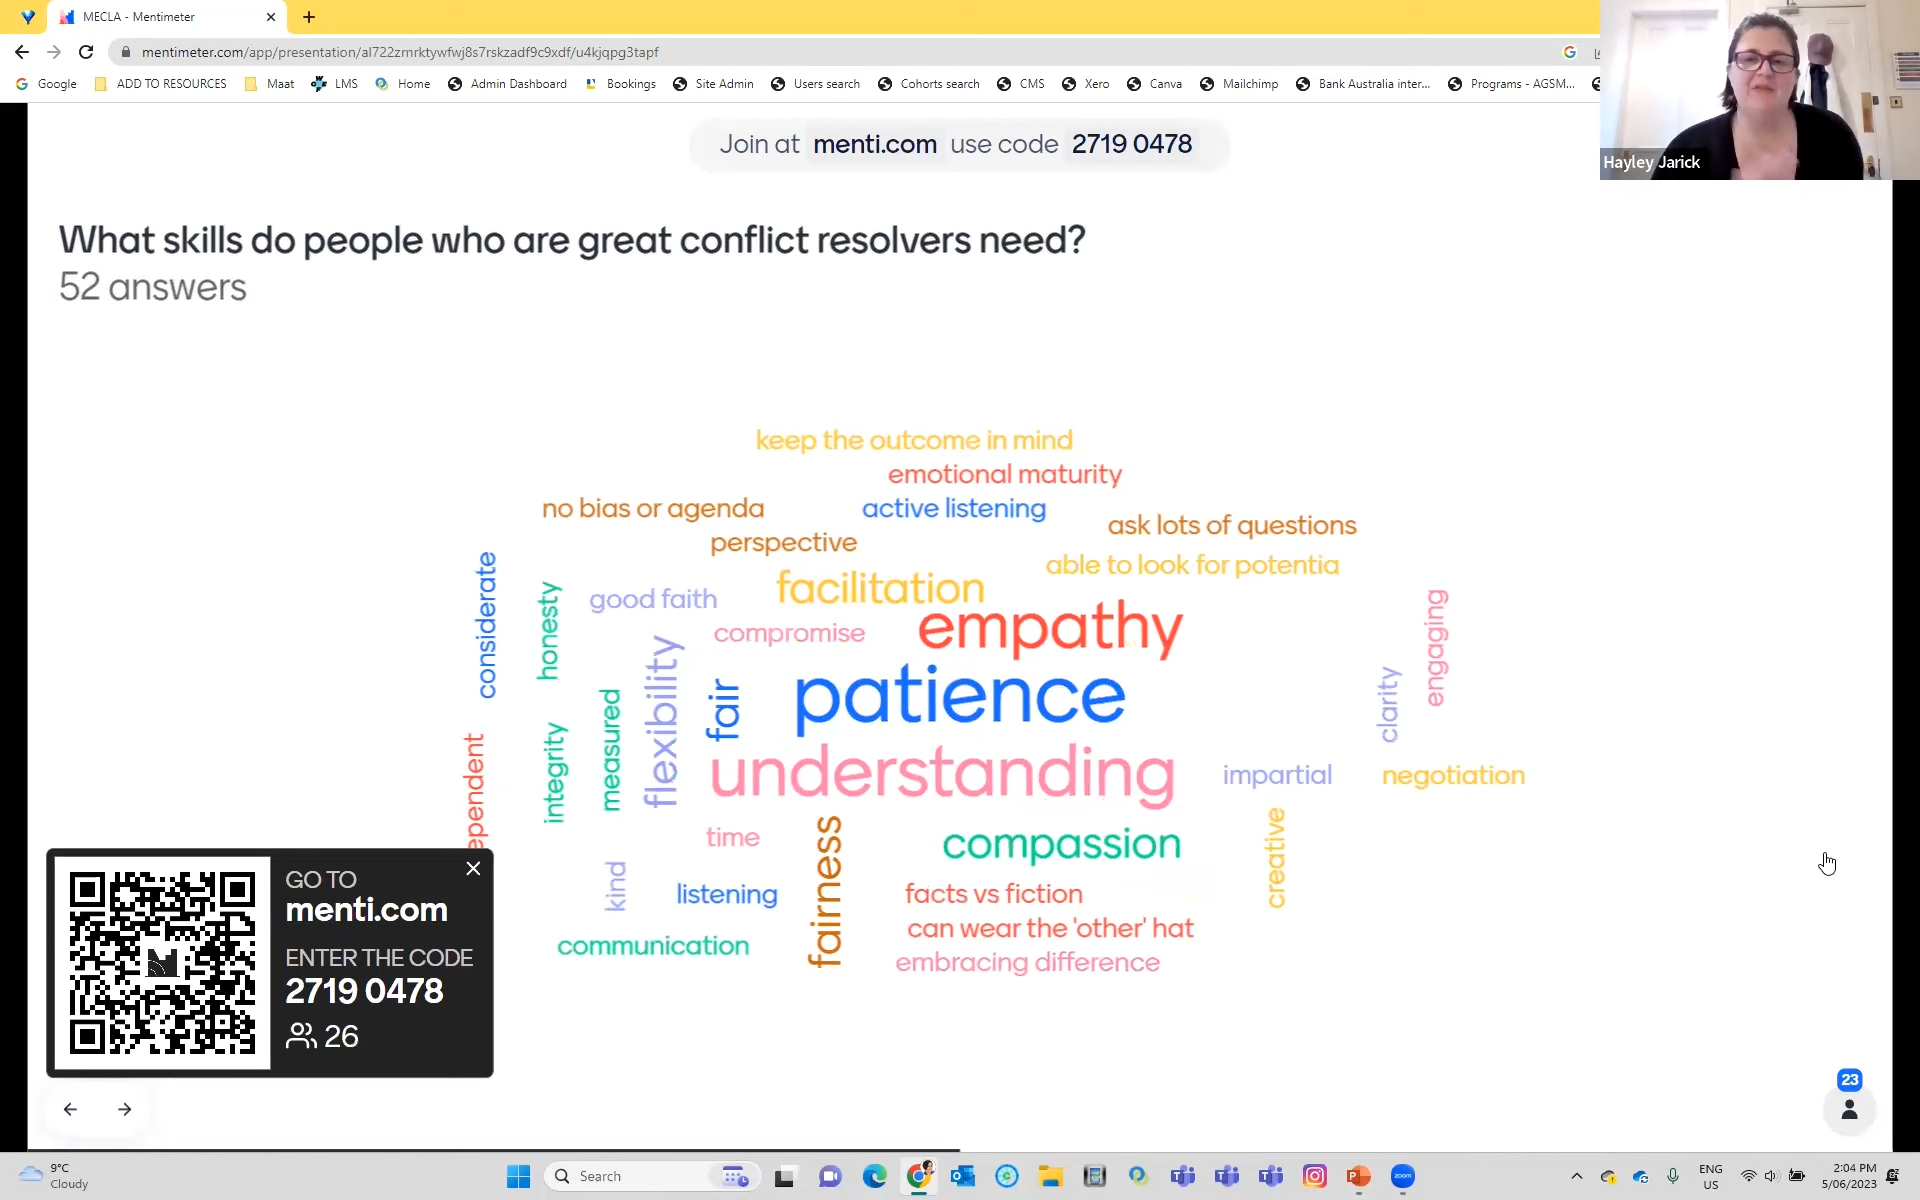 MECLA - Mentimeter
mentimeter.com/app/presentation/al722zrnrktywfwj8s7rskzadf9c9xdf/u4kjqpg3tapf
Google ADD TO RESOURCES Maat LMS Home Admin Dashboard Bookings Site Admin Users search Cohorts search CMS Xero Canva Mailchimp Bank Australia inter... Programs - AGSM...
Hayley Jarick
Join at menti.com use code 2719 0478
What skills do people who are great conflict resolvers need?
52 answers
keep the outcome in mind
emotional maturity
no bias or agenda
active listening
ask lots of questions
perspective
able to look for potentia
considerate
honesty
good faith
facilitation
engaging
compromise
empathy
flexibility
fair
patience
clarity
ependent
integrity
measured
understanding
impartial
negotiation
time
fairness
compassion
creative
kind
listening
facts vs fiction
can wear the 'other' hat
communication
embracing difference
GO TO
menti.com
ENTER THE CODE
2719 0478
26
23
9°C
Cloudy
Search
zoom
ENG
US
2:04 PM
5/06/2023